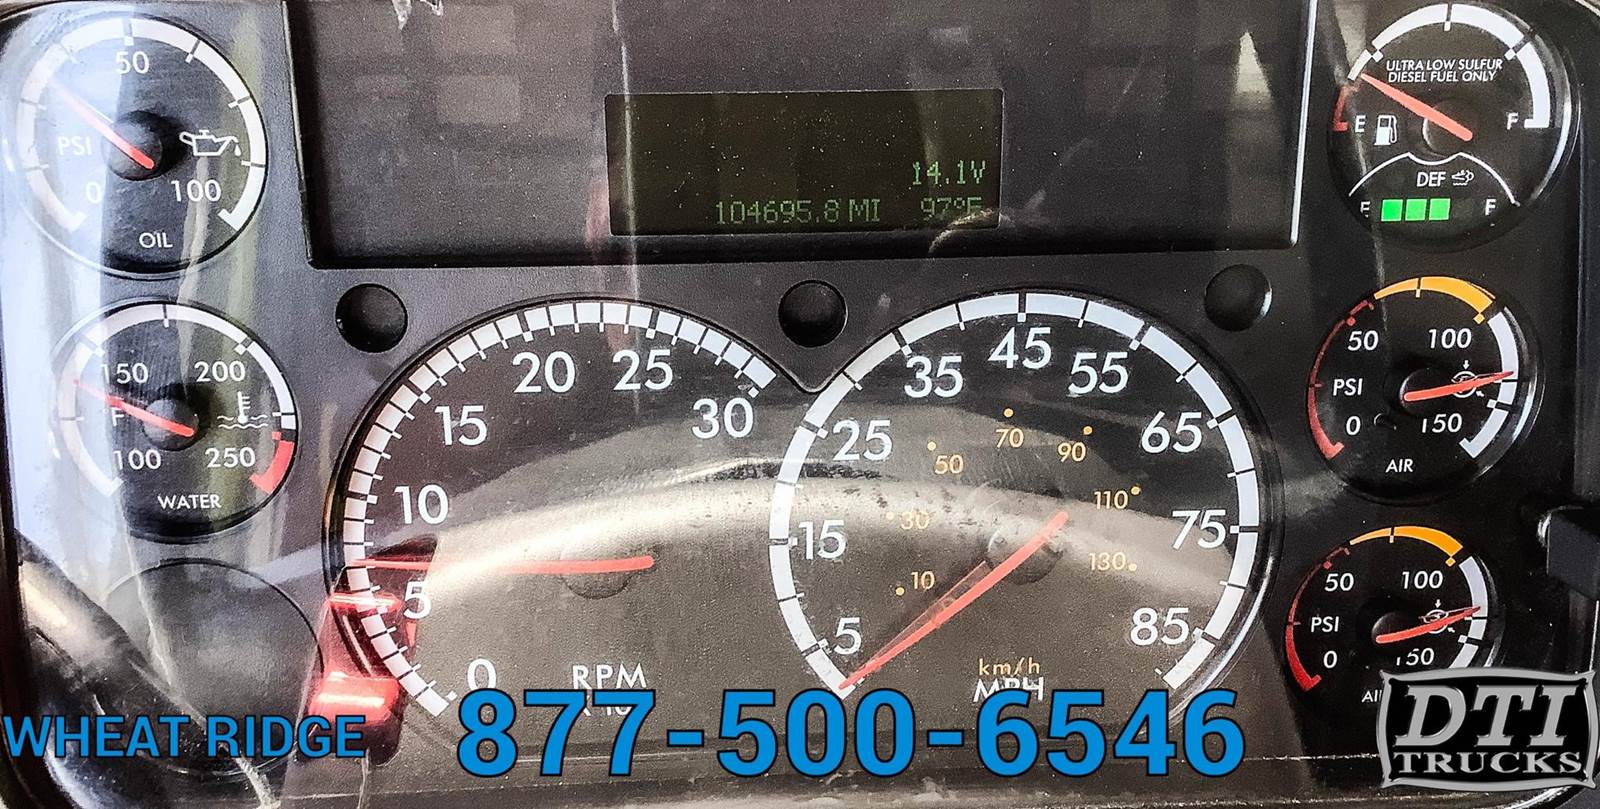 50
PSI
0
100
OIL
150
200
F
100
250
WATER
14.1V
104695.8 MI 97°F
ULTRA LOW SULFUR
DIESEL FUEL ONLY
E
F
DEF
E
F
0
5
10
15
20
25
30
RPM
5
15
25
35
45
55
65
75
85
10
30
50
70
90
110
130
km/h
MPH
50
100
PSI
0
150
AIR
50
100
PSI
0
150
WHEAT RIDGE
877-500-6546
DTI
TRUCKS